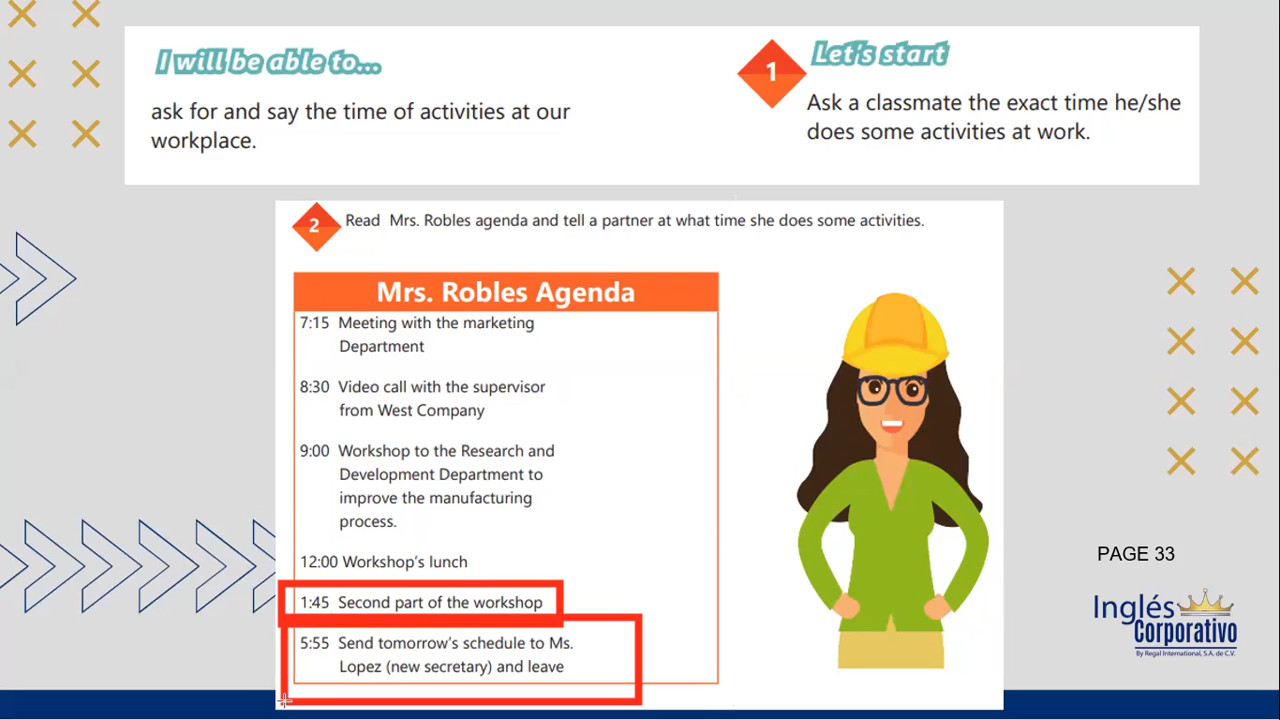 I will be able to...
ask for and say the time of activities at our
workplace.
1
Let's start
Ask a classmate the exact time he/she
does some activities at work.
2
Read Mrs. Robles agenda and tell a partner at what time she does some activities.
Mrs. Robles Agenda
7:15 Meeting with the marketing
Department
8:30 Video call with the supervisor
from West Company
9:00 Workshop to the Research and
Development Department to
improve the manufacturing
process.
12:00 Workshop's lunch
1:45 Second part of the workshop
5:55 Send tomorrow's schedule to Ms.
Lopez (new secretary) and leave
PAGE 33
Inglés
Corporativo
By Regal International, S.A. de C.V.